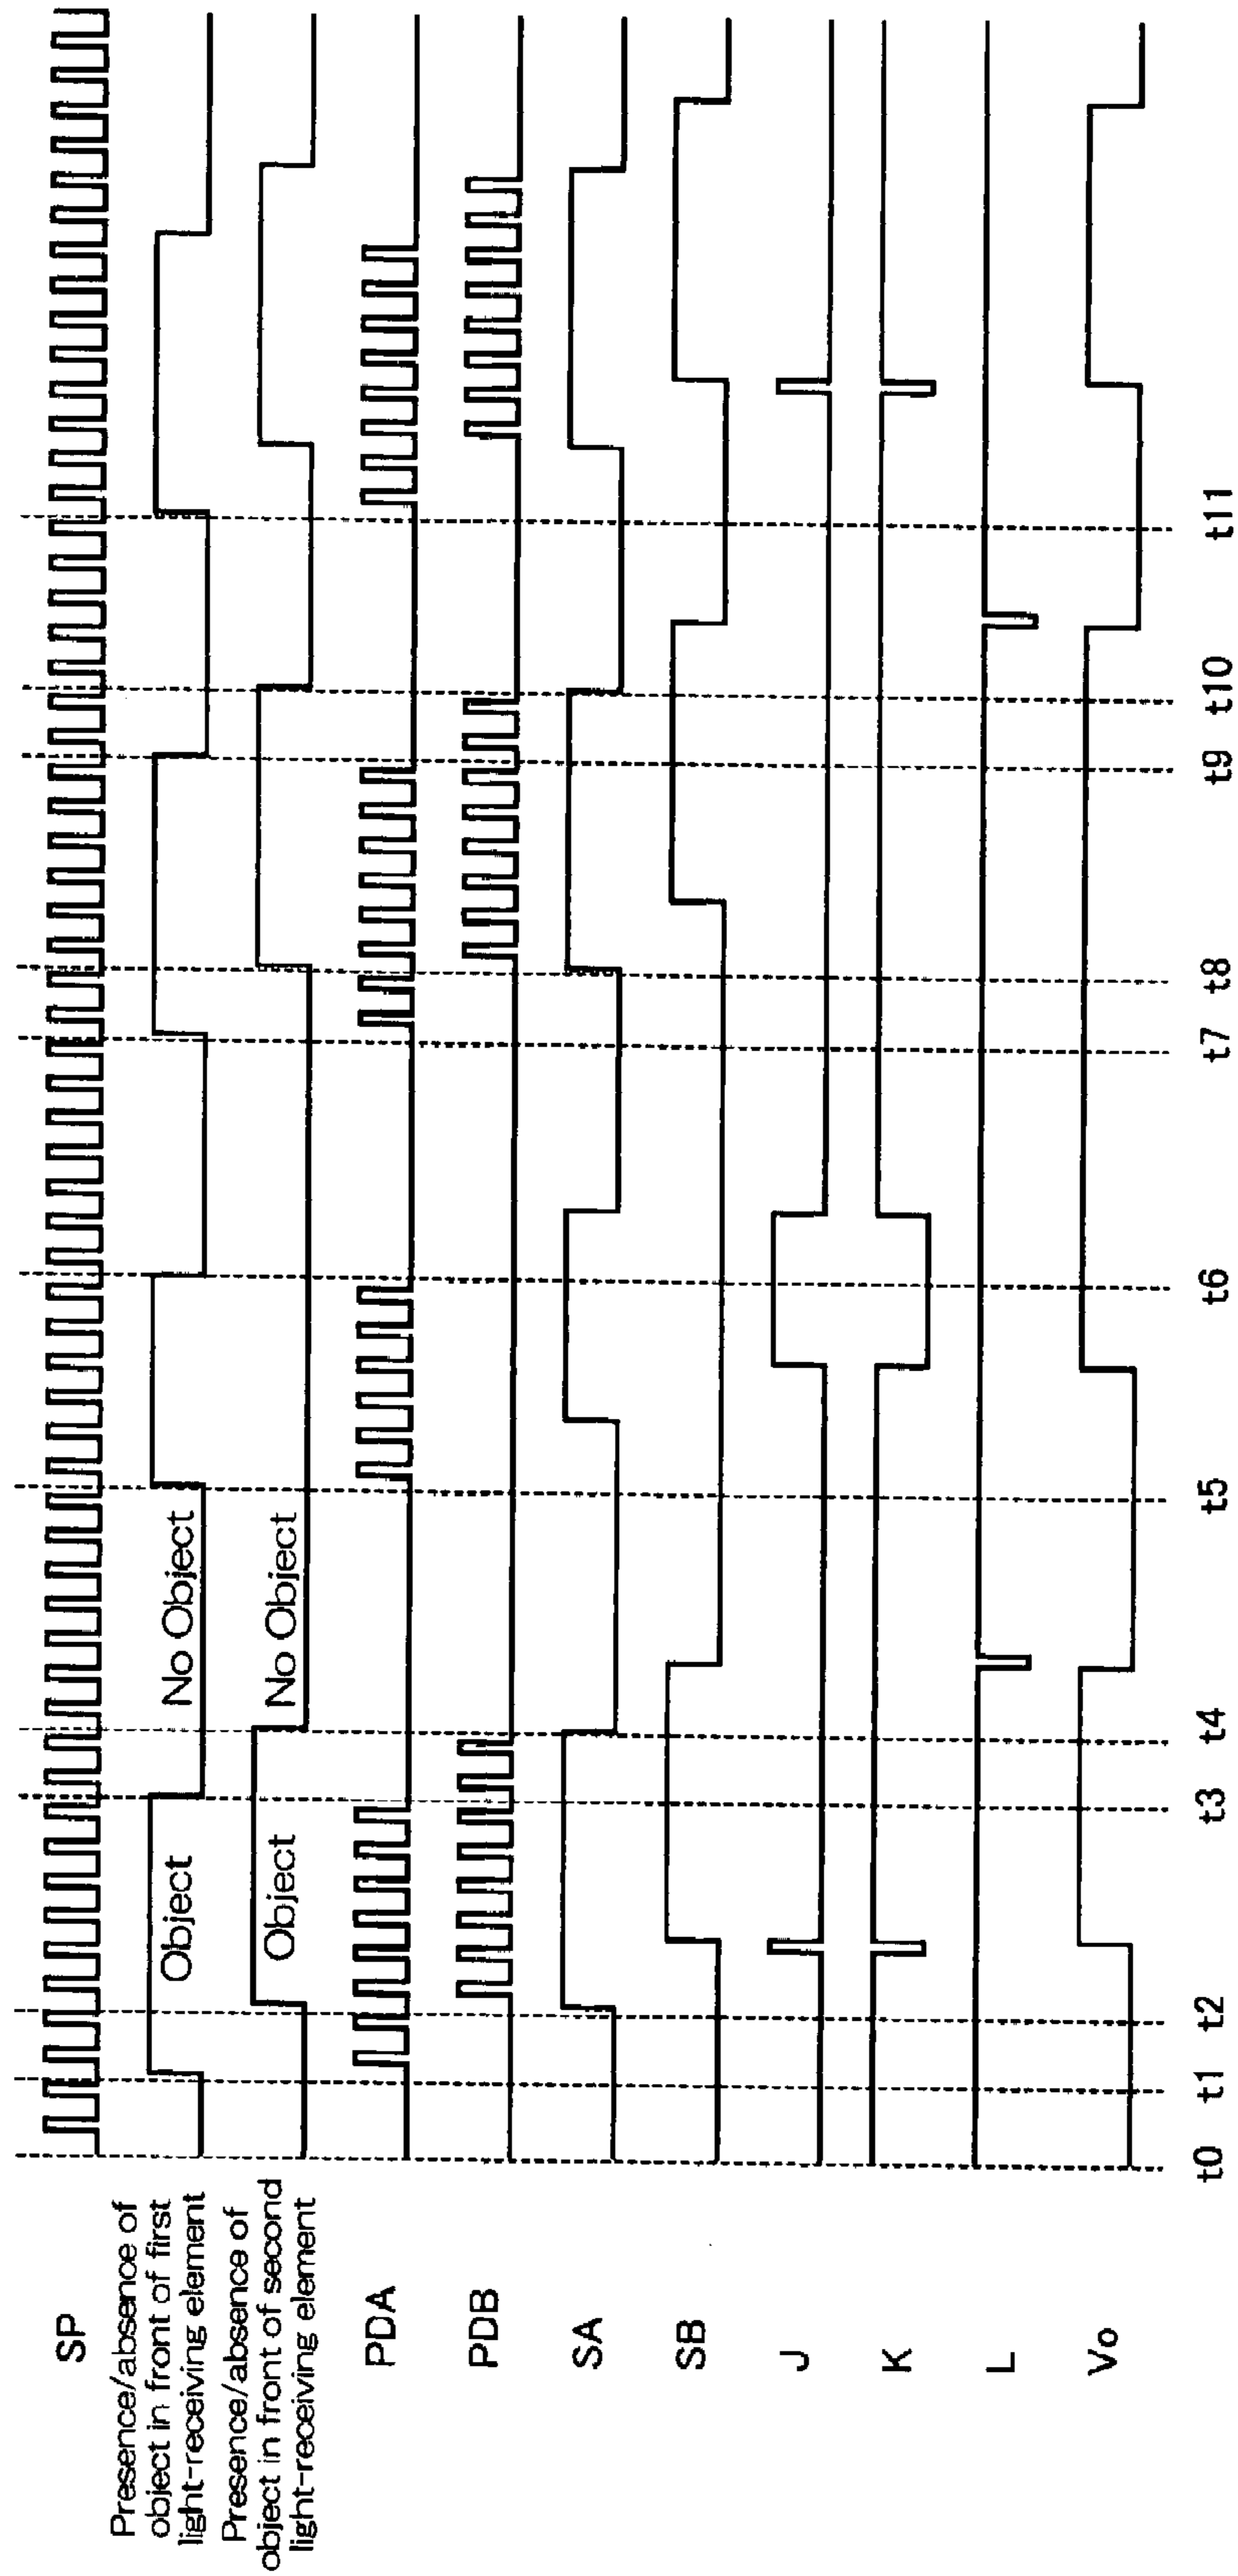 SP
Presence/absence of
object in front of first
light-receiving element
Presence/absence of
object in front of second
light-receiving element
PDA
PDB
SA
SB
J
K
L
Vo
Object
No Object
Object
No Object
t0
t1
t2
t3
t4
t5
t6
t7
t8
t9
t10
t11